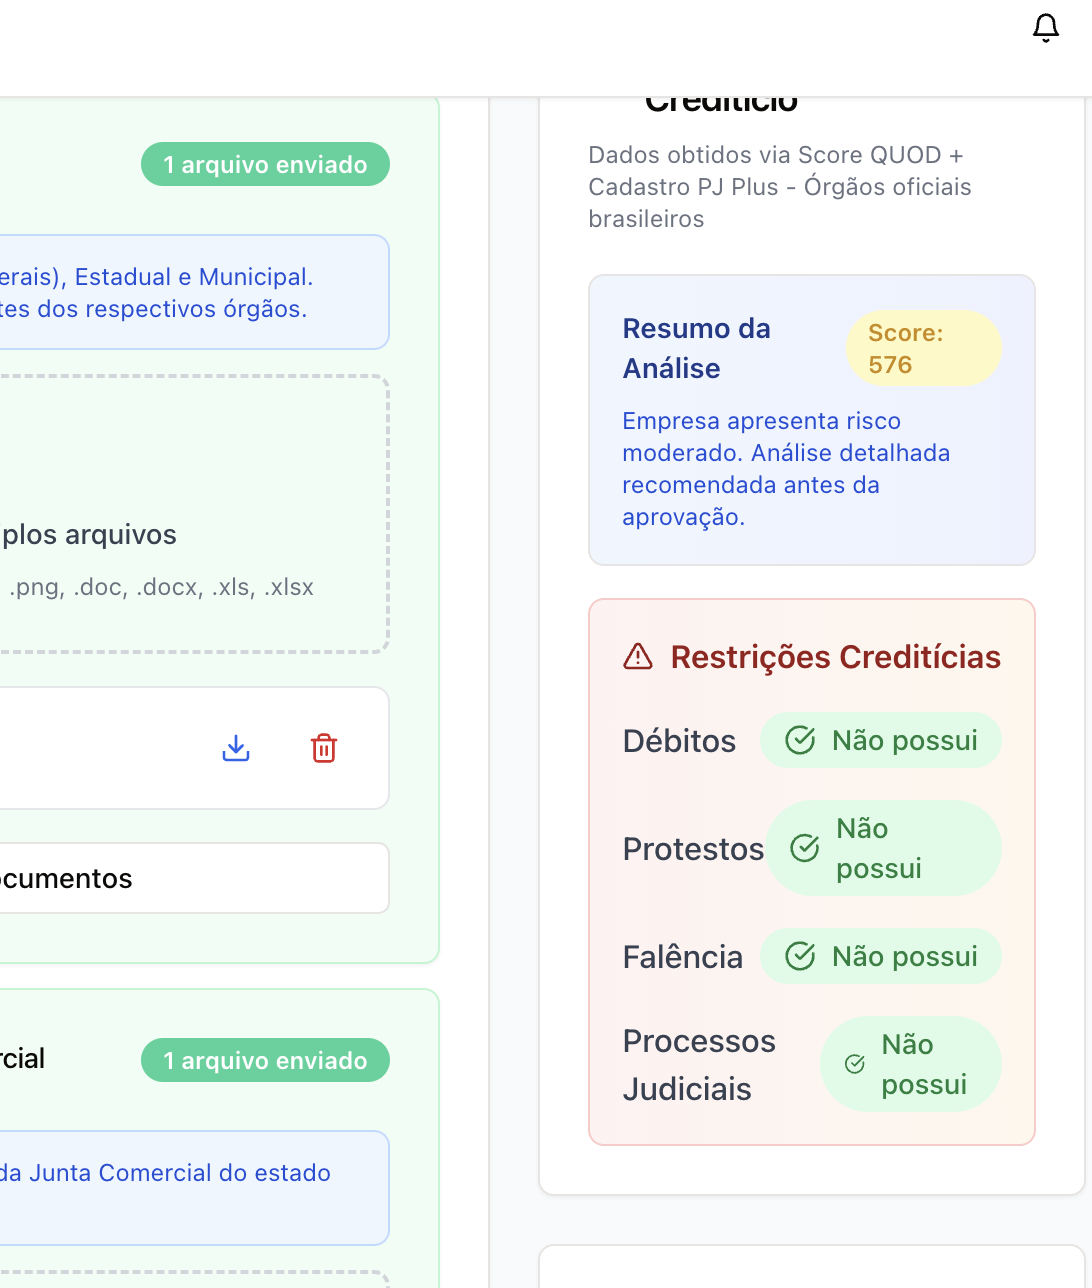 1 arquivo enviado
erais), Estadual e Municipal.
tes dos respectivos órgãos.
plos arquivos
.png, .doc, .docx, .xls, .xlsx
ocumentos
rcial
1 arquivo enviado
da Junta Comercial do estado
Creditício
Dados obtidos via Score QUOD +
Cadastro PJ Plus - Órgãos oficiais
brasileiros
Resumo da
Análise
Score:
576
Empresa apresenta risco
moderado. Análise detalhada
recomendada antes da
aprovação.
Restrições Creditícias
Débitos
Não possui
Protestos
Não
possui
Falência
Não possui
Processos
Judiciais
Não
possui